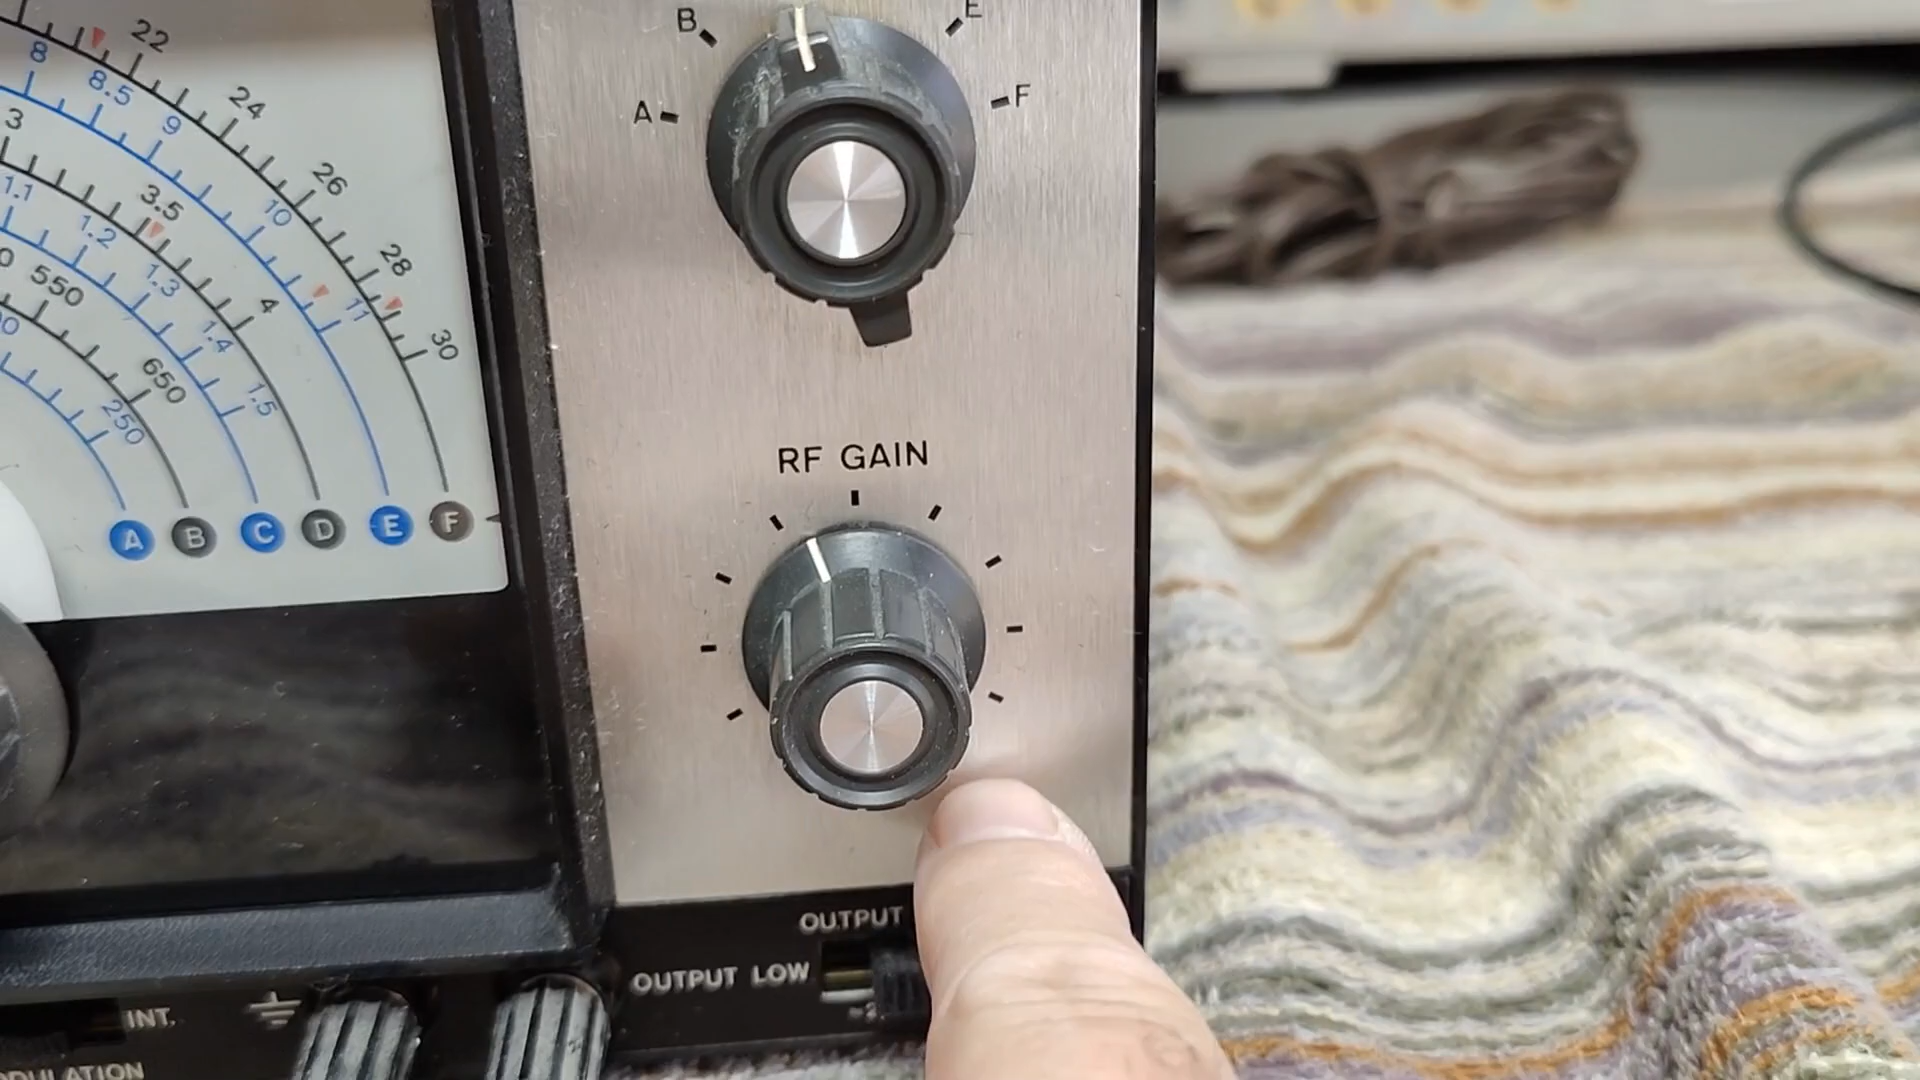 22
24
26
28
30
8
8.5
9
10
11
3
3.5
4
1.1
1.2
1.3
1.4
1.5
550
650
250
A B C D E F
A
B
E
F
RF GAIN
OUTPUT
OUTPUT LOW
INT.